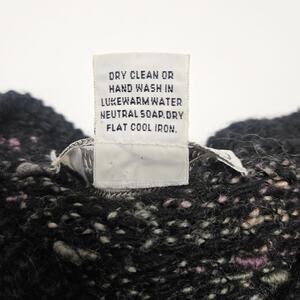 DRY CLEAN OR
HAND WASH IN
LUKEWARM WATER
NEUTRAL SOAP, DRY
FLAT COOL IRON.